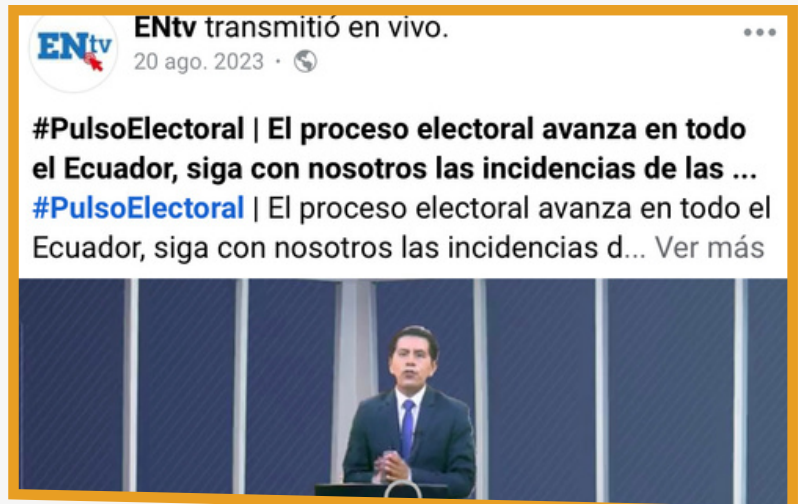 ENtv
ENtv transmitió en vivo.
20 ago. 2023 ·
#PulsoElectoral | El proceso electoral avanza en todo
el Ecuador, siga con nosotros las incidencias de las ...
#PulsoElectoral | El proceso electoral avanza en todo el
Ecuador, siga con nosotros las incidencias d... Ver más